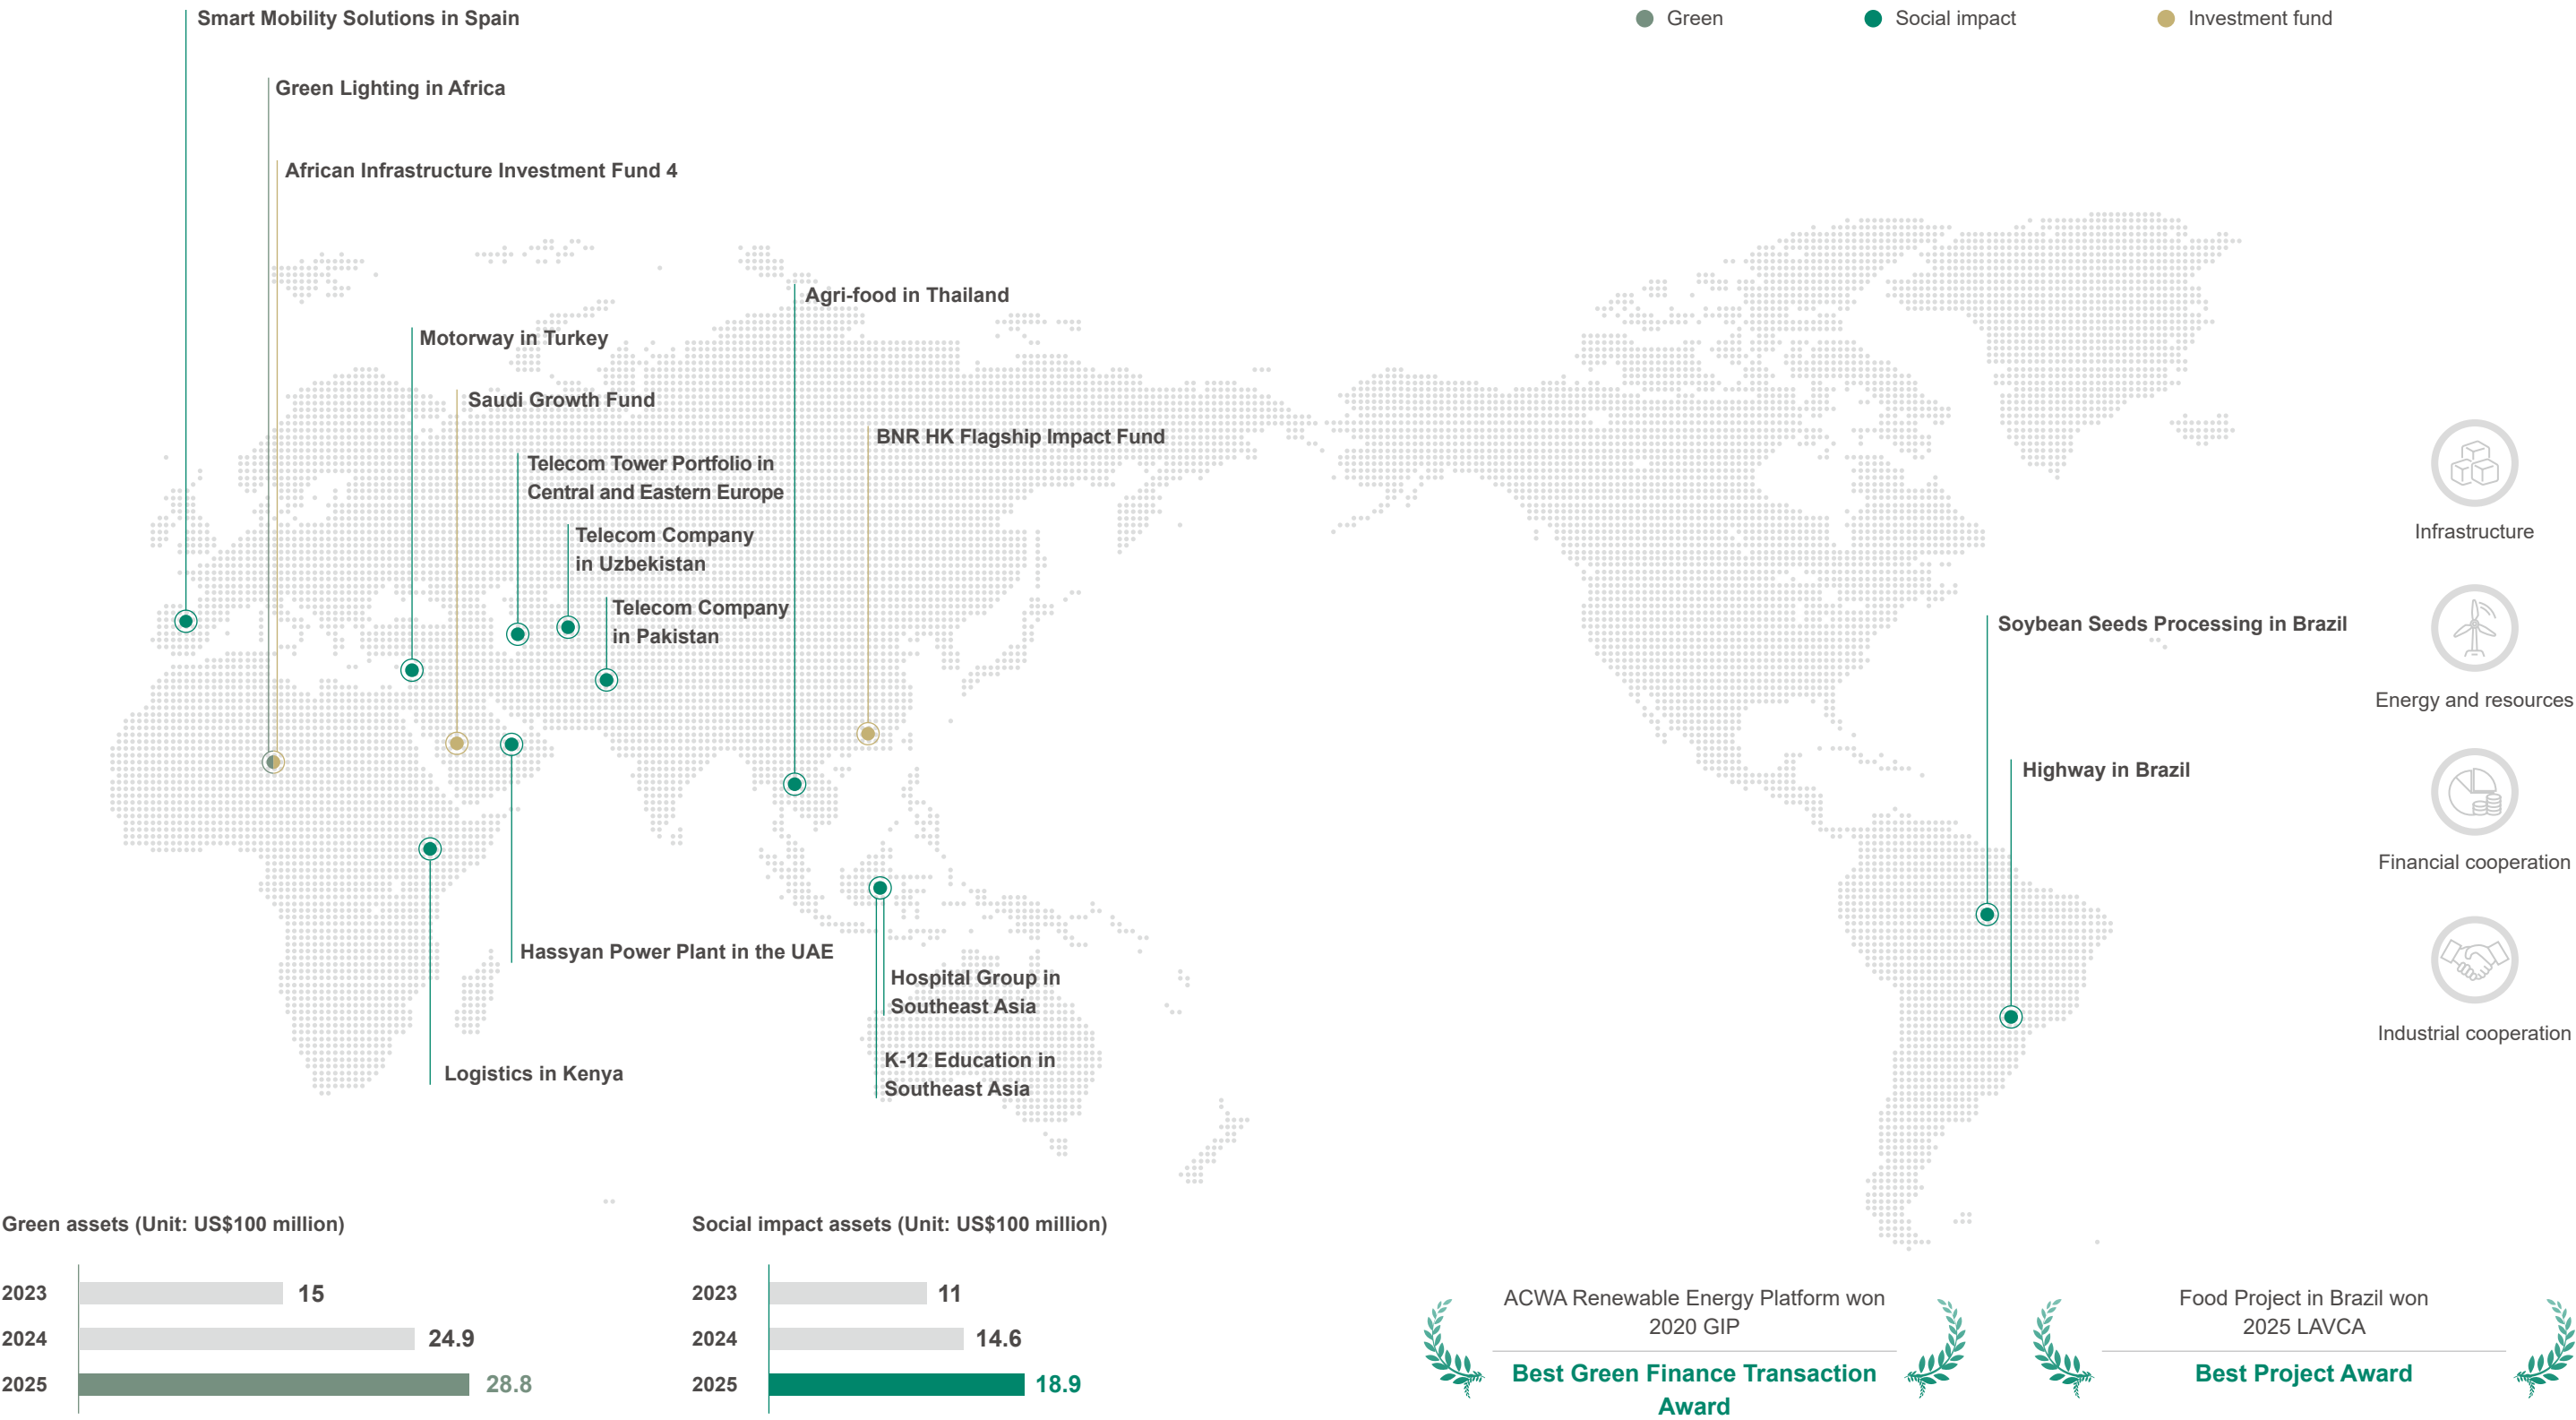 Smart Mobility Solutions in Spain
Green
Social impact
Investment fund
Green Lighting in Africa
African Infrastructure Investment Fund 4
Agri-food in Thailand
Motorway in Turkey
Saudi Growth Fund
BNR HK Flagship Impact Fund
Telecom Tower Portfolio in
Central and Eastern Europe
Telecom Company
in Uzbekistan
Telecom Company
in Pakistan
Soybean Seeds Processing in Brazil
Highway in Brazil
Infrastructure
Energy and resources
Financial cooperation
Industrial cooperation
Hassyan Power Plant in the UAE
Hospital Group in
Southeast Asia
K-12 Education in
Southeast Asia
Logistics in Kenya
Green assets (Unit: US$100 million)
2023 15
2024 24.9
2025 28.8
Social impact assets (Unit: US$100 million)
2023 11
2024 14.6
2025 18.9
ACWA Renewable Energy Platform won
2020 GIP
Best Green Finance Transaction
Award
Food Project in Brazil won
2025 LAVCA
Best Project Award